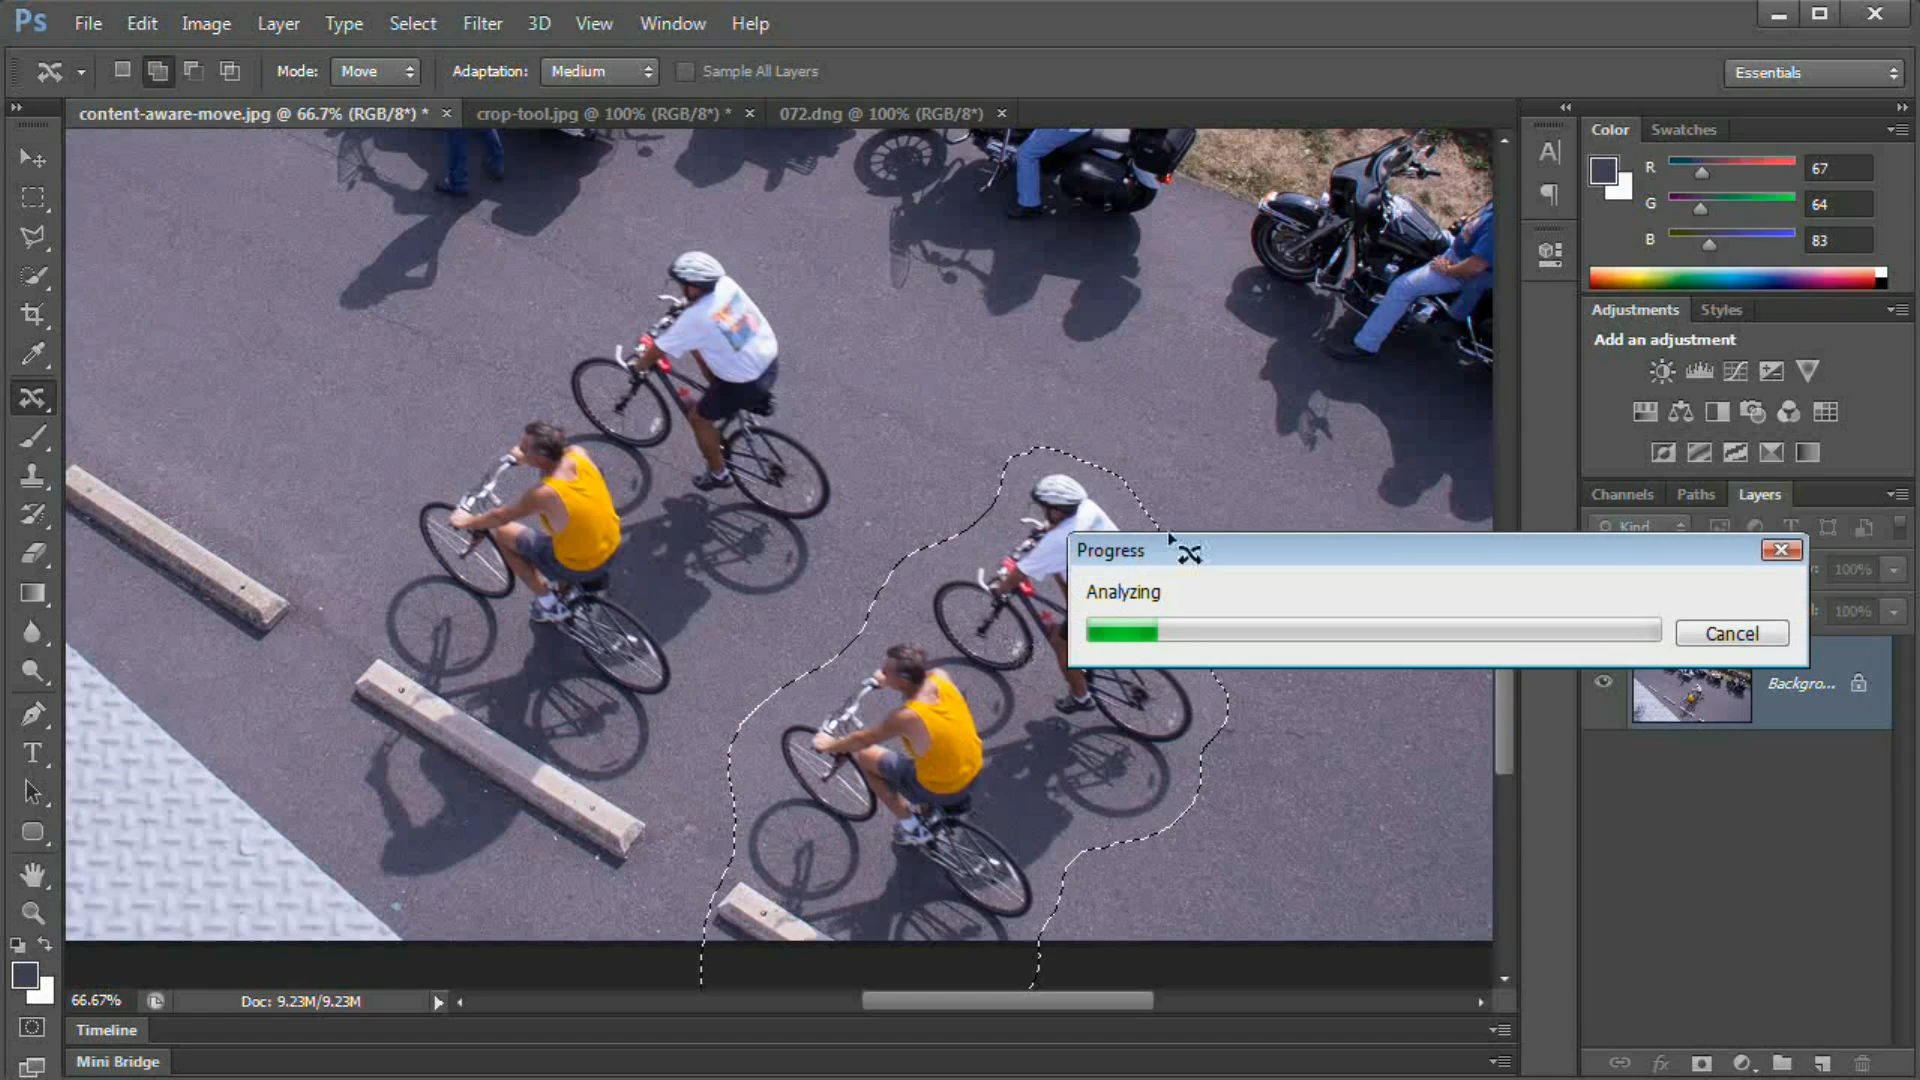 Ps File Edit Image Layer Type Select Filter 3D View Window Help
Mode: Move Adaptation: Medium Sample All Layers Essentials
content-aware-move.jpg @ 66.7% (RGB/8*) * × crop-tool.jpg @ 100% (RGB/8*) * × 072.dng @ 100% (RGB/8*) ×
Color Swatches
R 67
G 64
B 83
Adjustments Styles
Add an adjustment
Channels Paths Layers
Kind
Progress
100%
Analyzing
100%
Cancel
Backgro...
66.67% Doc: 9.23M/9.23M
Timeline
Mini Bridge